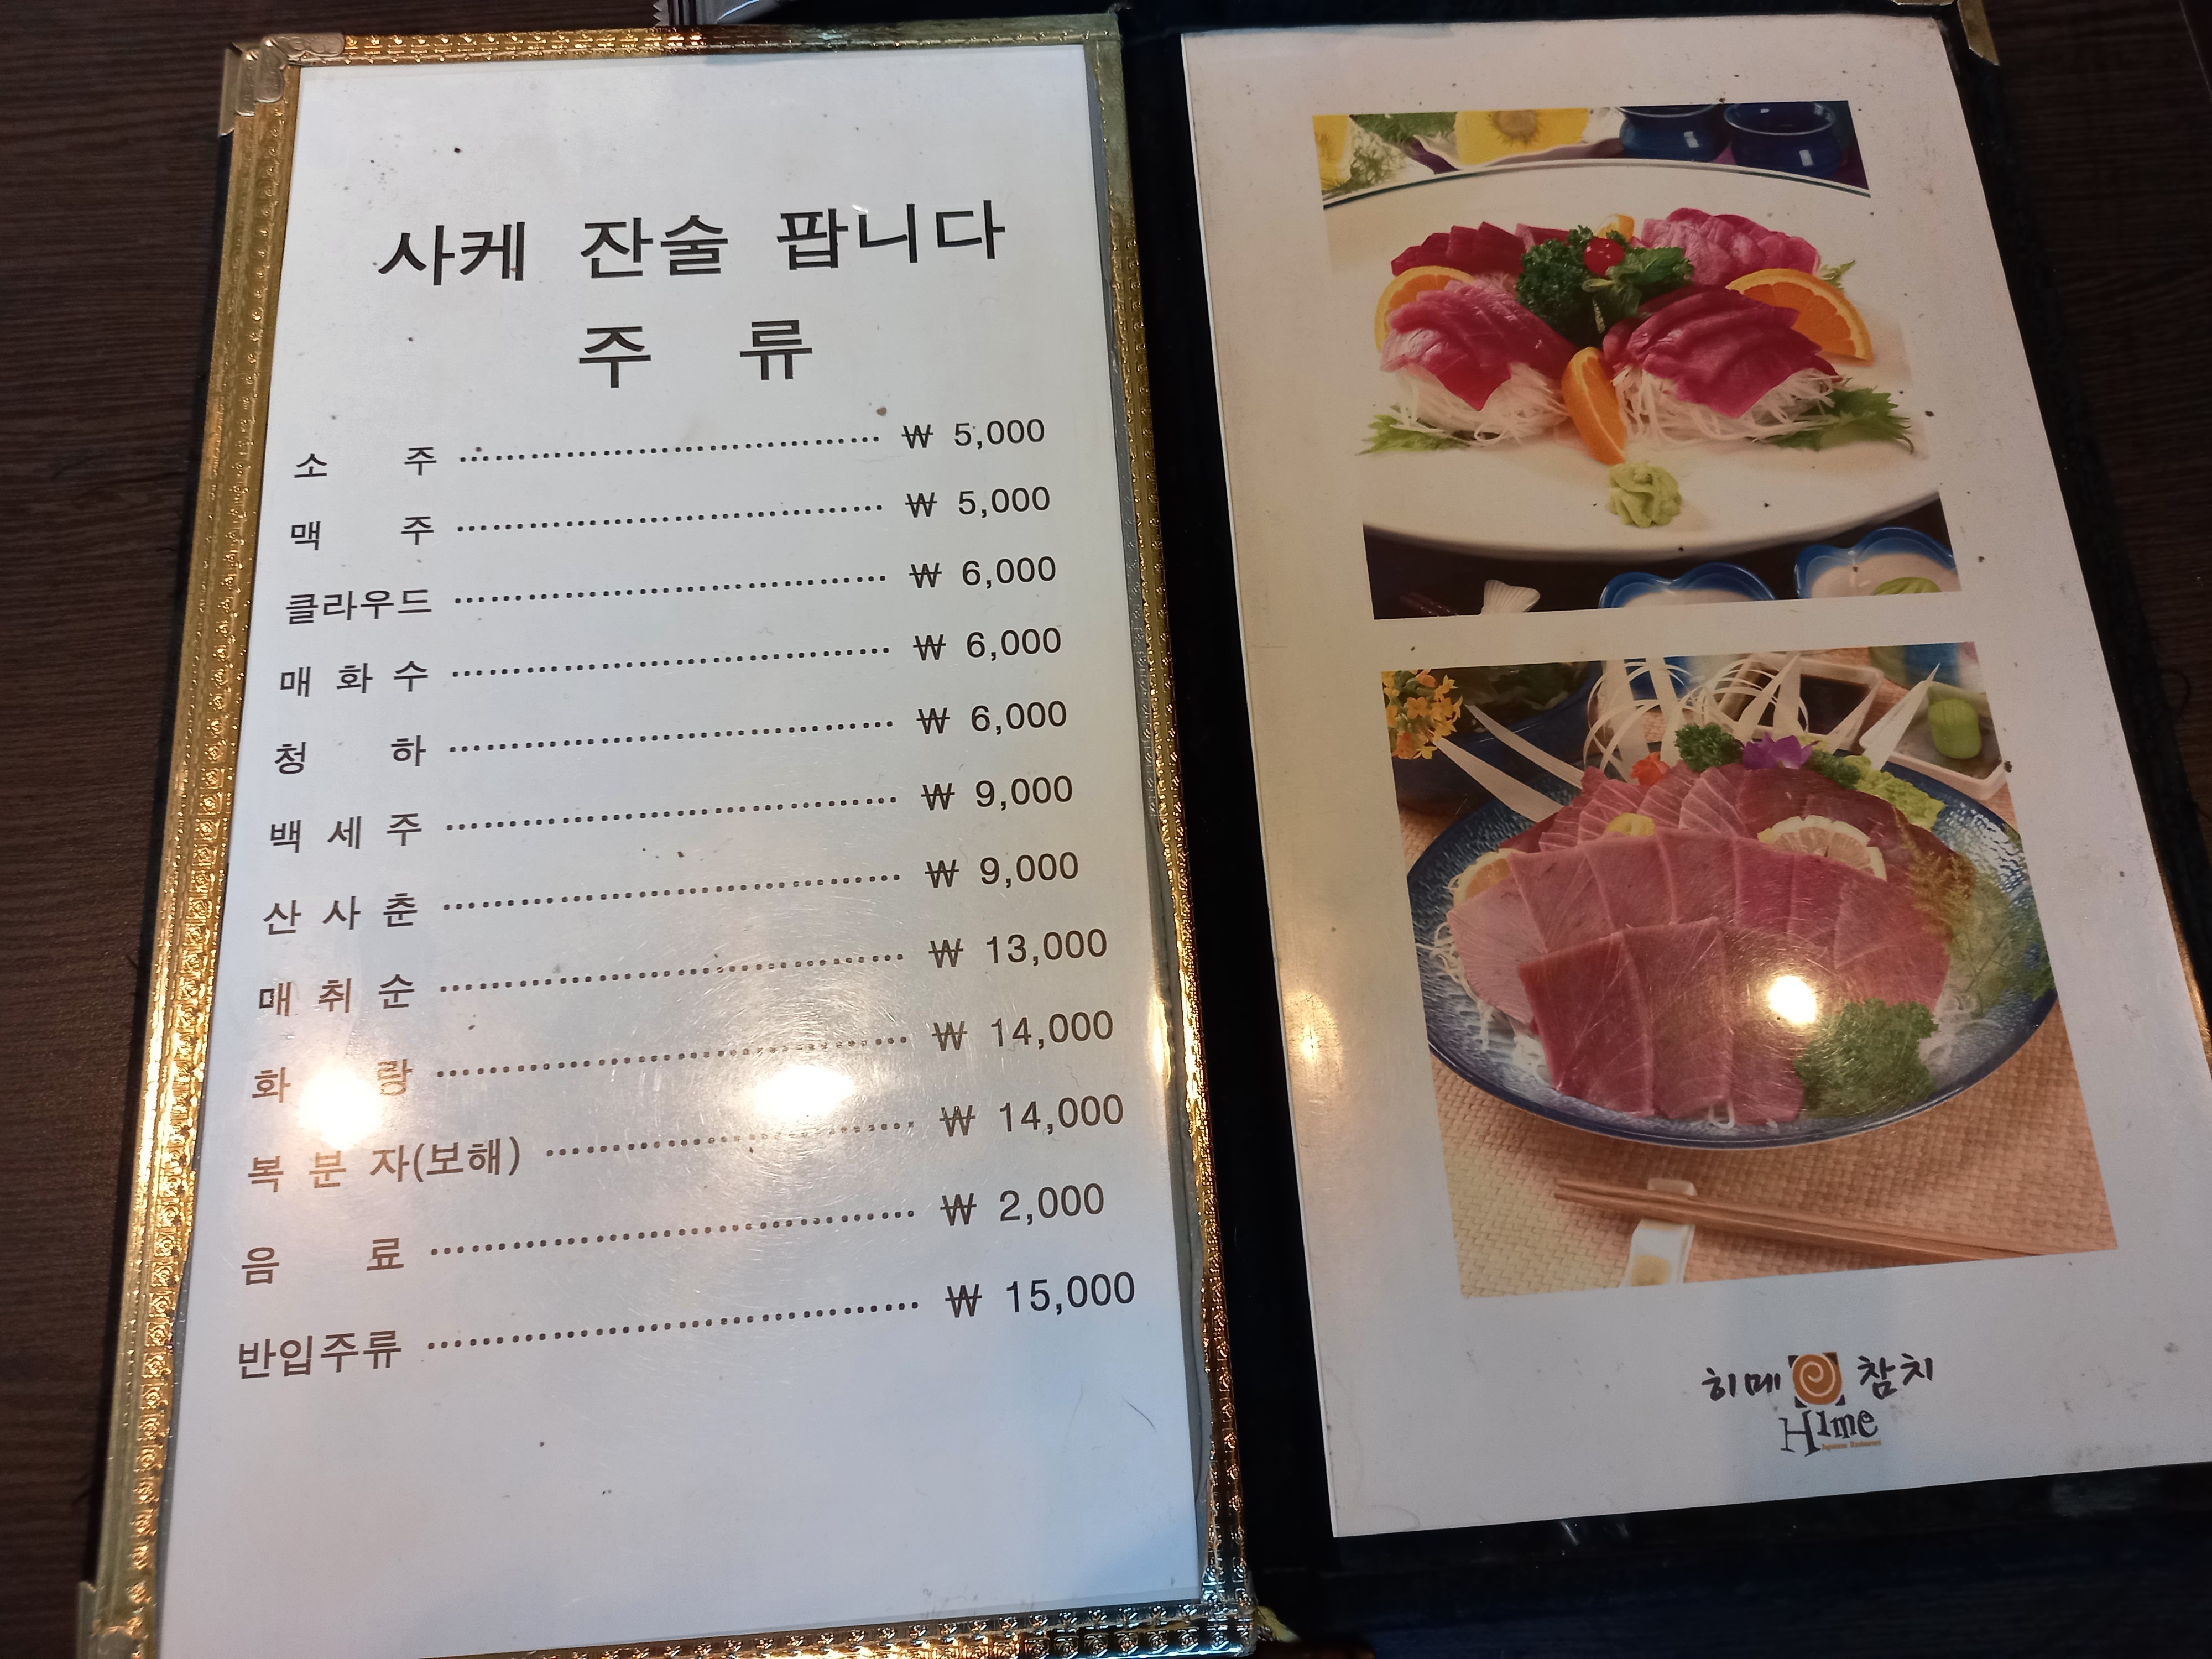 사케 잔술 팝니다
주 류
소 주 ₩ 5,000
맥 주 ₩ 5,000
클라우드 ₩ 6,000
매 화 수 ₩ 6,000
청 하 ₩ 6,000
백 세 주 ₩ 9,000
산 사 춘 ₩ 9,000
매 취 순 ₩ 13,000
화 랑 ₩ 14,000
복 분 자(보해) ₩ 14,000
음 료 ₩ 2,000
반입주류 ₩ 15,000
히메 참치
Hime
Japanese Restaurant